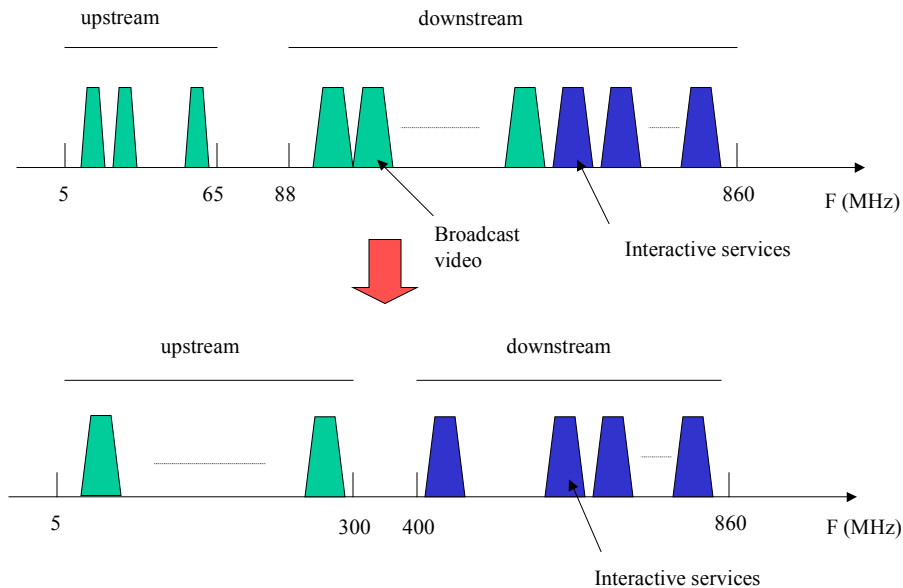 upstream
downstream
5
65
88
860
F (MHz)
Broadcast
video
Interactive services
upstream
downstream
5
300
400
860
F (MHz)
Interactive services